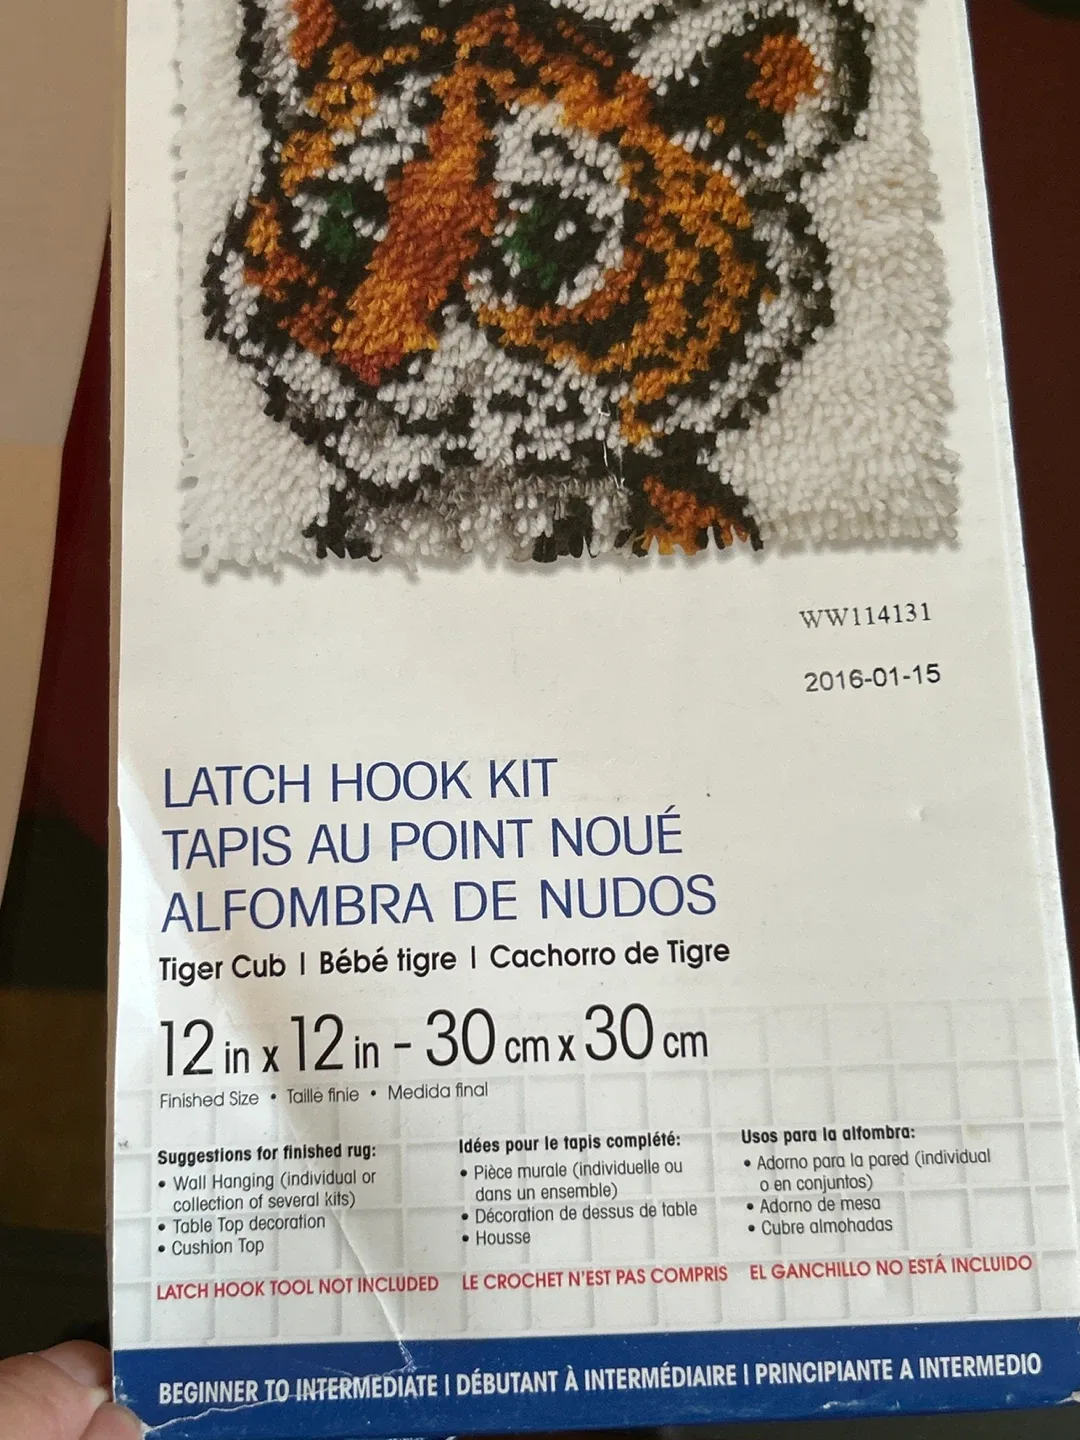 WW114131
2016-01-15
LATCH HOOK KIT
TAPIS AU POINT NOUÉ
ALFOMBRA DE NUDOS
Tiger Cub | Bébé tigre | Cachorro de Tigre
12 in x 12 in - 30 cm x 30 cm
Finished Size • Taille finie • Medida final
Suggestions for finished rug:
• Wall Hanging (individual or
collection of several kits)
• Table Top decoration
• Cushion Top
Idées pour le tapis complété:
• Pièce murale (individuelle ou
dans un ensemble)
• Décoration de dessus de table
• Housse
Usos para la alfombra:
• Adorno para la pared (individual
o en conjuntos)
• Adorno de mesa
• Cubre almohadas
LATCH HOOK TOOL NOT INCLUDED LE CROCHET N'EST PAS COMPRIS EL GANCHILLO NO ESTÁ INCLUIDO
BEGINNER TO INTERMEDIATE | DÉBUTANT À INTERMÉDIAIRE | PRINCIPIANTE A INTERMEDIO